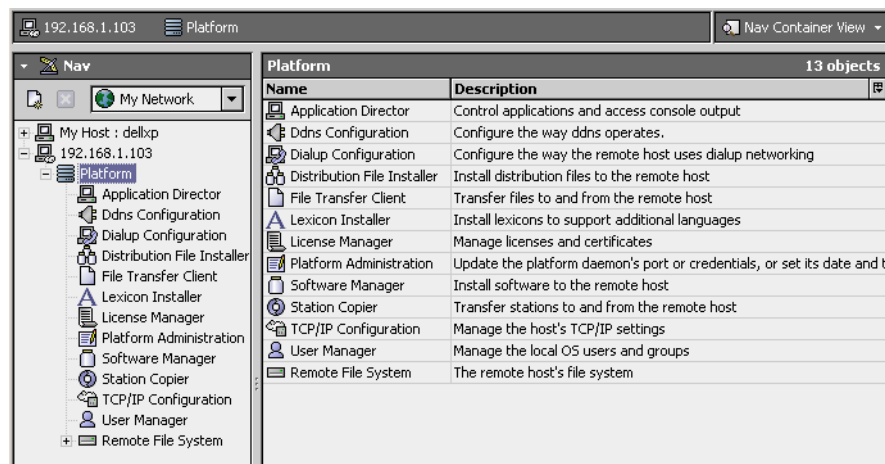 192.168.1.103 Platform Nav Container View
Nav
My Network
My Host : dellxp
192.168.1.103
Platform
Application Director
Ddns Configuration
Dialup Configuration
Distribution File Installer
File Transfer Client
Lexicon Installer
License Manager
Platform Administration
Software Manager
Station Copier
TCP/IP Configuration
User Manager
Remote File System
Platform 13 objects
Name Description
Application Director Control applications and access console output
Ddns Configuration Configure the way ddns operates.
Dialup Configuration Configure the way the remote host uses dialup networking
Distribution File Installer Install distribution files to the remote host
File Transfer Client Transfer files to and from the remote host
Lexicon Installer Install lexicons to support additional languages
License Manager Manage licenses and certificates
Platform Administration Update the platform daemon's port or credentials, or set its date and t
Software Manager Install software to the remote host
Station Copier Transfer stations to and from the remote host
TCP/IP Configuration Manage the host's TCP/IP settings
User Manager Manage the local OS users and groups
Remote File System The remote host's file system